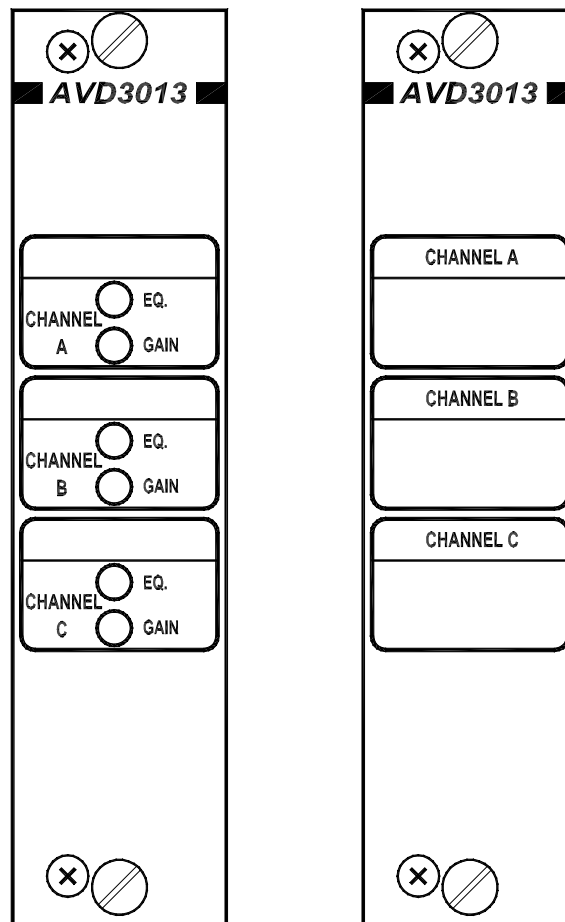 AVD3013
EQ.
CHANNEL
A
GAIN
EQ.
CHANNEL
B
GAIN
EQ.
CHANNEL
C
GAIN
AVD3013
CHANNEL A
CHANNEL B
CHANNEL C